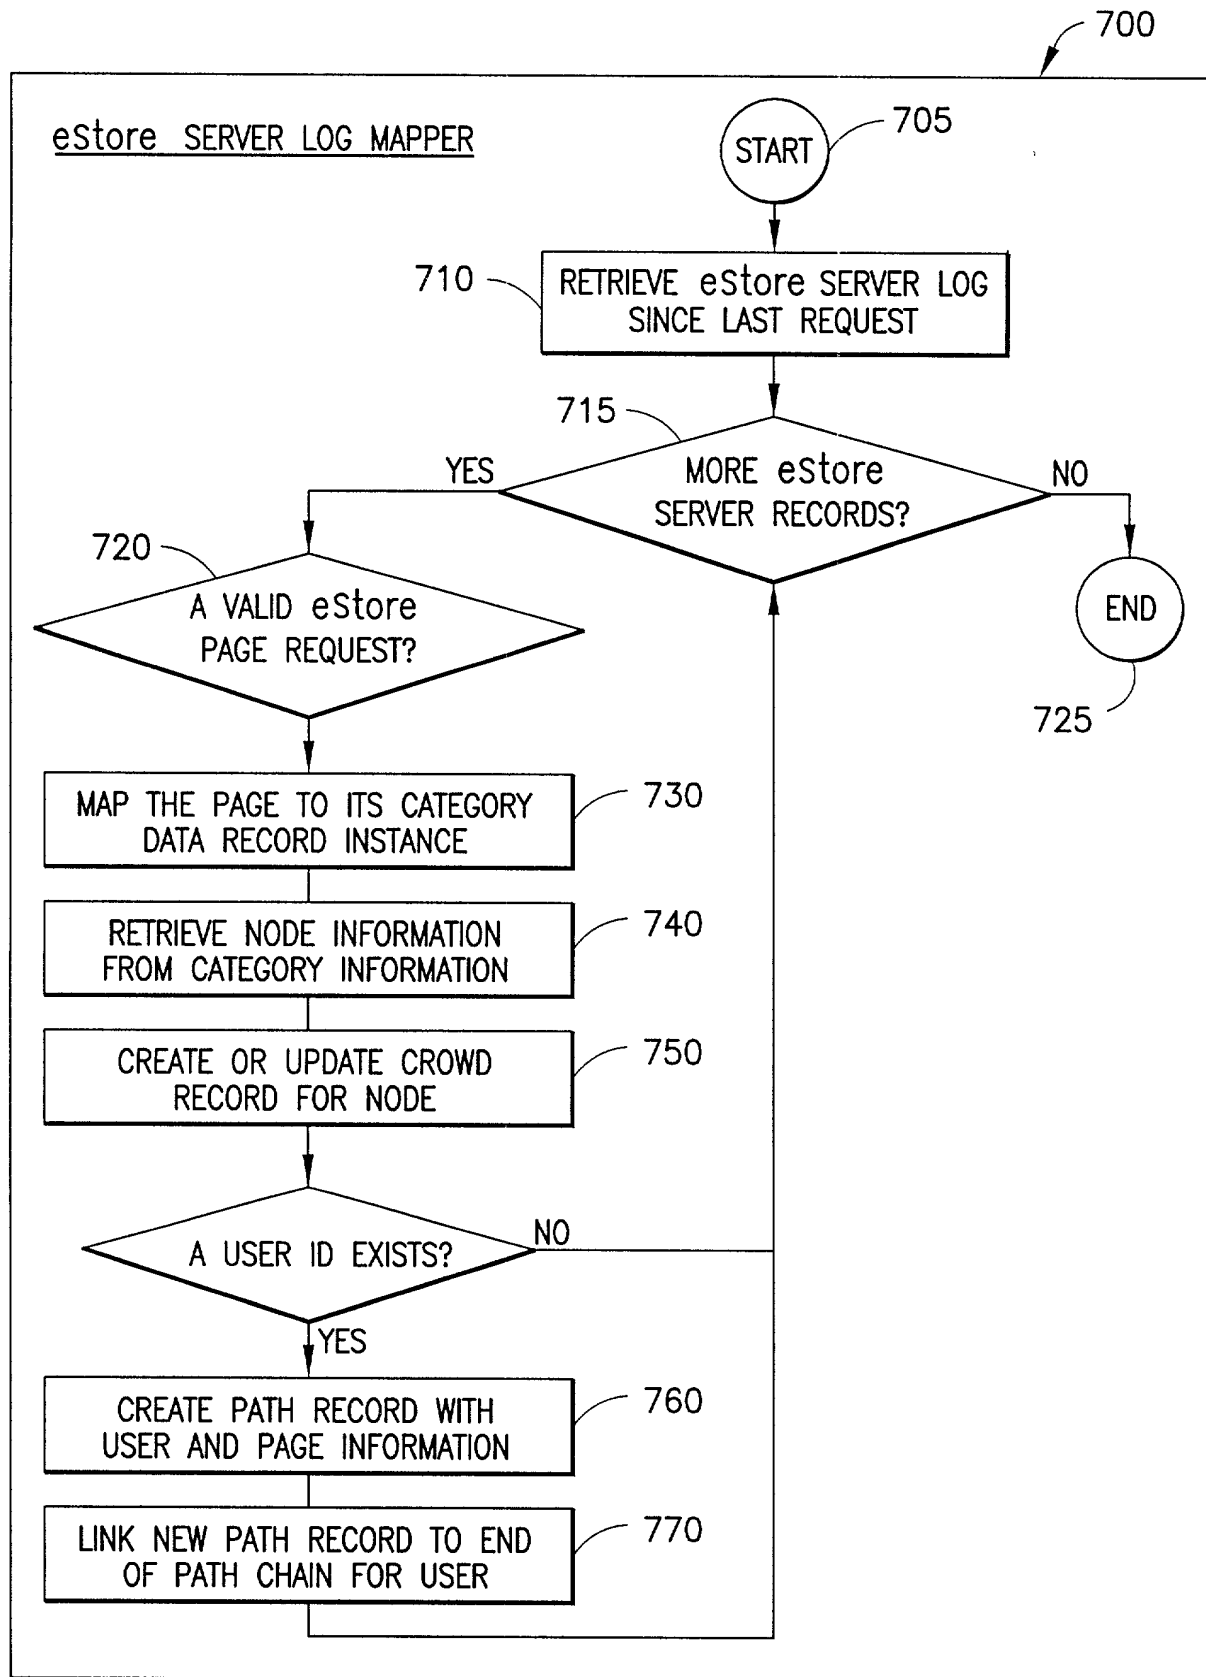 700
eStore SERVER LOG MAPPER
START
705
710
RETRIEVE eStore SERVER LOG
SINCE LAST REQUEST
715
YES
MORE eStore
SERVER RECORDS?
NO
720
A VALID eStore
PAGE REQUEST?
END
725
MAP THE PAGE TO ITS CATEGORY
DATA RECORD INSTANCE
730
RETRIEVE NODE INFORMATION
FROM CATEGORY INFORMATION
740
CREATE OR UPDATE CROWD
RECORD FOR NODE
750
A USER ID EXISTS?
NO
YES
CREATE PATH RECORD WITH
USER AND PAGE INFORMATION
760
LINK NEW PATH RECORD TO END
OF PATH CHAIN FOR USER
770